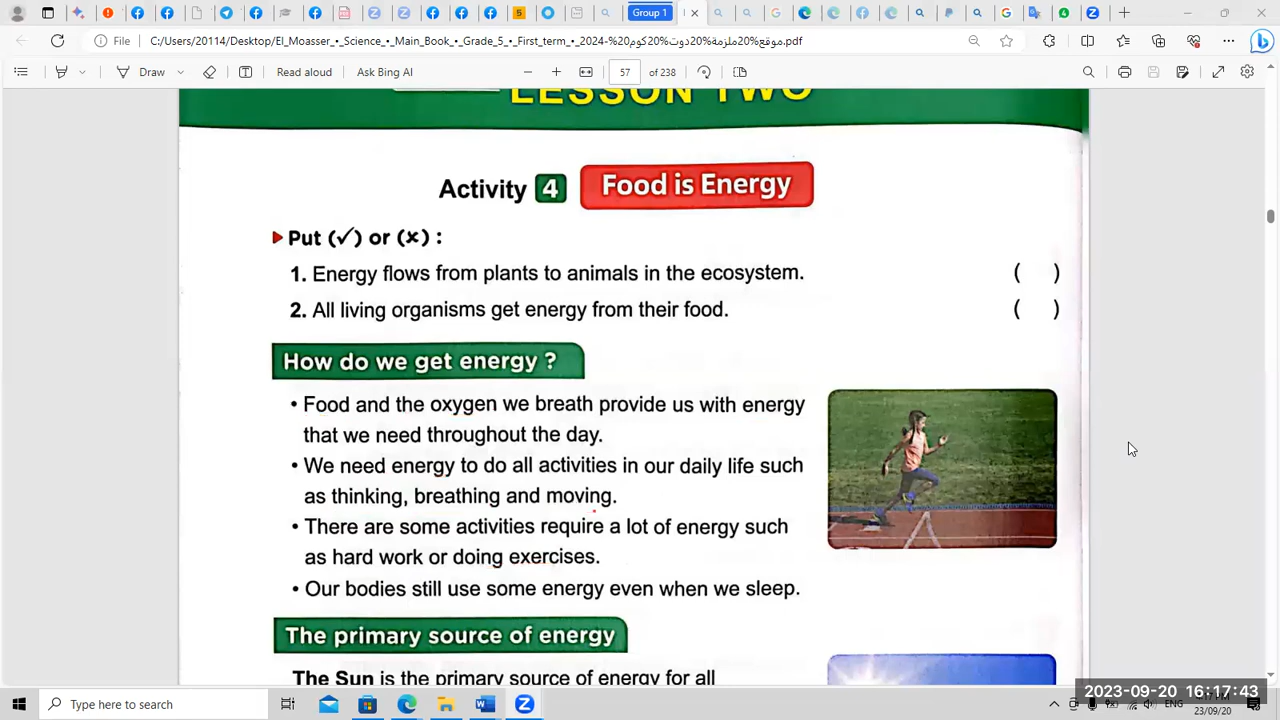 Group 1
File
C:/Users/20114/Desktop/El_Moasser_-_Science_-_Main_Book_-_Grade_5_-_First_term_-_2024-%20موقع%20ملزمة%20دوت%20كوم.pdf
Draw
Read aloud
Ask Bing AI
57
of 238
LESSON TWO
Activity 4 Food is Energy
Put (✓) or (✗) :
1. Energy flows from plants to animals in the ecosystem. ( )
2. All living organisms get energy from their food. ( )
How do we get energy ?
• Food and the oxygen we breath provide us with energy
that we need throughout the day.
• We need energy to do all activities in our daily life such
as thinking, breathing and moving.
• There are some activities require a lot of energy such
as hard work or doing exercises.
• Our bodies still use some energy even when we sleep.
The primary source of energy
The Sun is the primary source of energy for all
2023-09-20 16:17:43
Type here to search
23/09/20